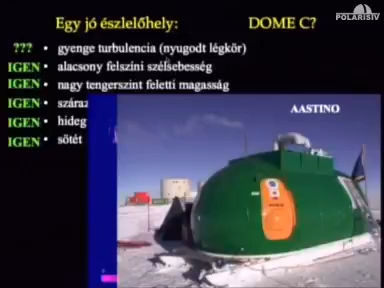 POLARISTV
Egy jó észlelőhely: DOME C?
??? • gyenge turbulencia (nyugodt légkör)
IGEN • alacsony felszíni szélsebesség
IGEN • nagy tengerszint feletti magasság
IGEN • száraz
IGEN • hideg
IGEN • sötét
AASTINO